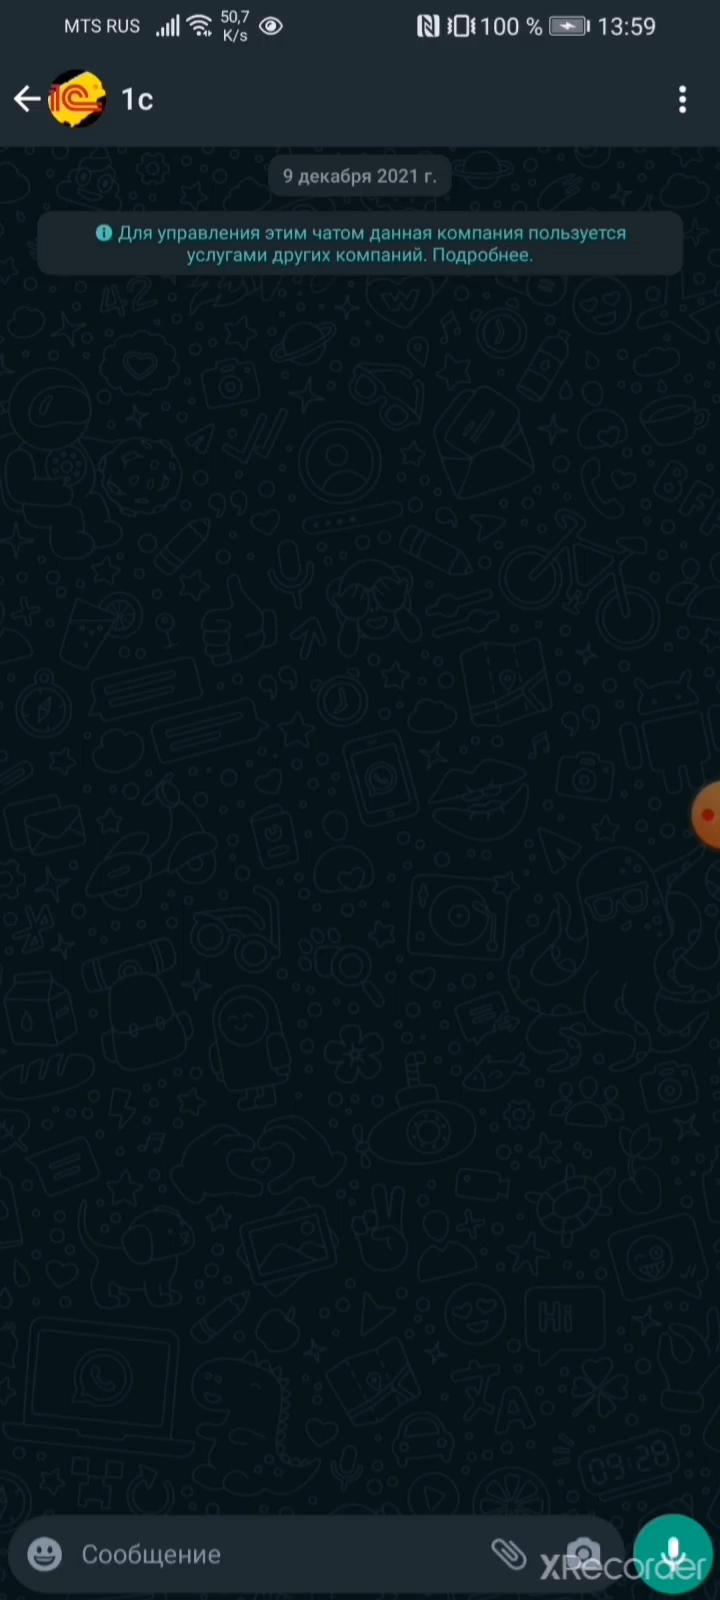 MTS RUS 50,7 K/s 100 % 13:59
1С 1с
9 декабря 2021 г.
Для управления этим чатом данная компания пользуется
услугами других компаний. Подробнее.
Сообщение
XRecorder